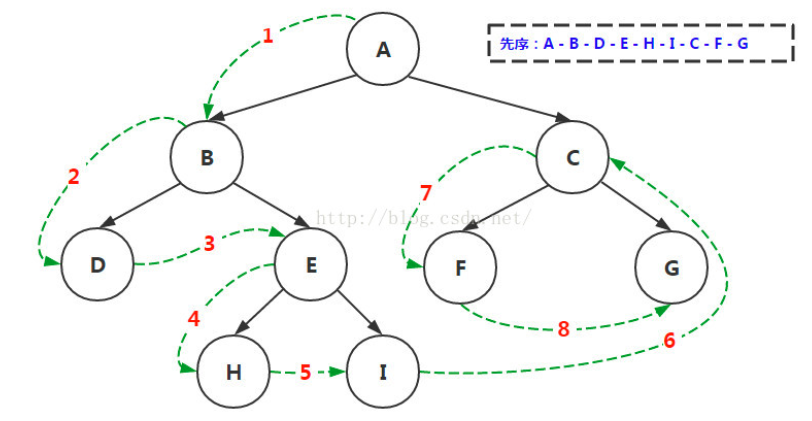 1
A
先序：A - B - D - E - H - I - C - F - G
B
C
2
7
http://blog.csdn.net/
3
D
E
F
G
4
8
6
H
5
I